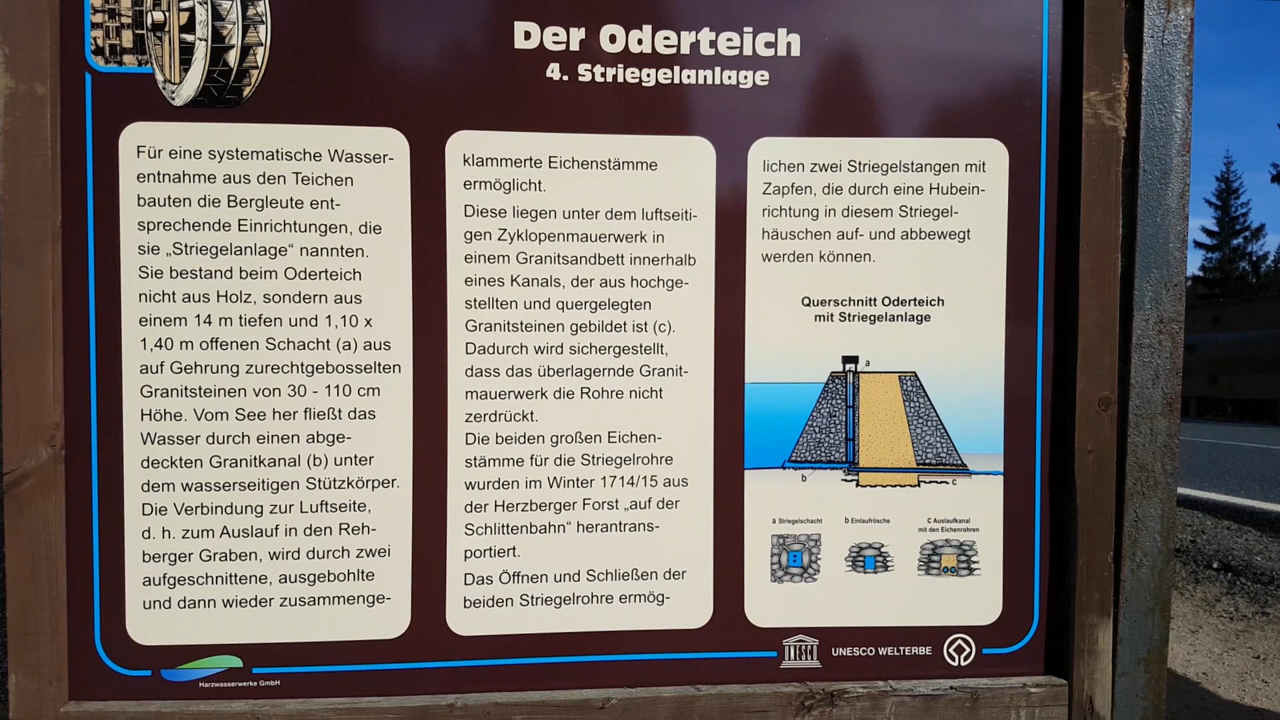 Der Oderteich
4. Striegelanlage
Für eine systematische Wasser-
entnahme aus den Teichen
bauten die Bergleute ent-
sprechende Einrichtungen, die
sie „Striegelanlage“ nannten.
Sie bestand beim Oderteich
nicht aus Holz, sondern aus
einem 14 m tiefen und 1,10 x
1,40 m offenen Schacht (a) aus
auf Gehrung zurechtgebosselten
Granitsteinen von 30 - 110 cm
Höhe. Vom See her fließt das
Wasser durch einen abge-
deckten Granitkanal (b) unter
dem wasserseitigen Stützkörper.
Die Verbindung zur Luftseite,
d. h. zum Auslauf in den Reh-
berger Graben, wird durch zwei
aufgeschnittene, ausgebohlte
und dann wieder zusammenge-
klammerte Eichenstämme
ermöglicht.
Diese liegen unter dem luftseiti-
gen Zyklopenmauerwerk in
einem Granitsandbett innerhalb
eines Kanals, der aus hochge-
stellten und quergelegten
Granitsteinen gebildet ist (c).
Dadurch wird sichergestellt,
dass das überlagernde Granit-
mauerwerk die Rohre nicht
zerdrückt.
Die beiden großen Eichen-
stämme für die Striegelrohre
wurden im Winter 1714/15 aus
der Herzberger Forst „auf der
Schlittenbahn“ herantrans-
portiert.
Das Öffnen und Schließen der
beiden Striegelrohre ermög-
lichen zwei Striegelstangen mit
Zapfen, die durch eine Hubein-
richtung in diesem Striegel-
häuschen auf- und abbewegt
werden können.
Querschnitt Oderteich
mit Striegelanlage
a
b
c
a Striegelschacht
b Einlaufrösche
c Auslaufkanal
mit den Eichenrohren
Harzwasserwerke GmbH
UNESCO
UNESCO WELTERBE